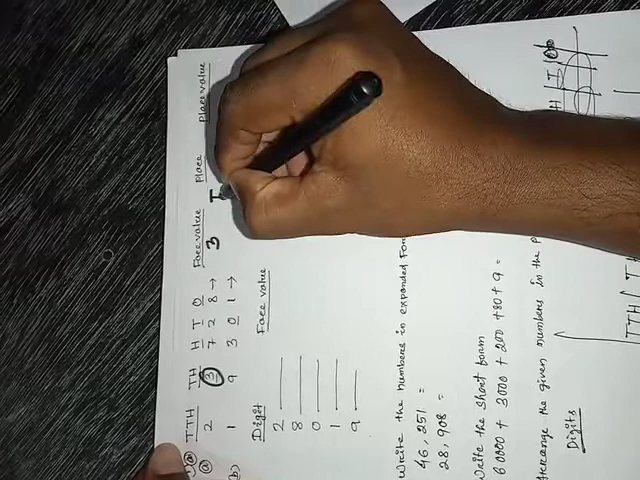 TTH TH H T O Face value Place Place value
(a) 2 3 7 2 8 → 3 T
(b) 1 9 3 0 1 →
Digit Face value
2
8
0
1
9
Write the numbers in expanded
46,251 =
28,908 =
Write the short form
60000 + 3000 + 200 + 80 + 9 =
the given numbers in the
Digits
H T O
TTH TH